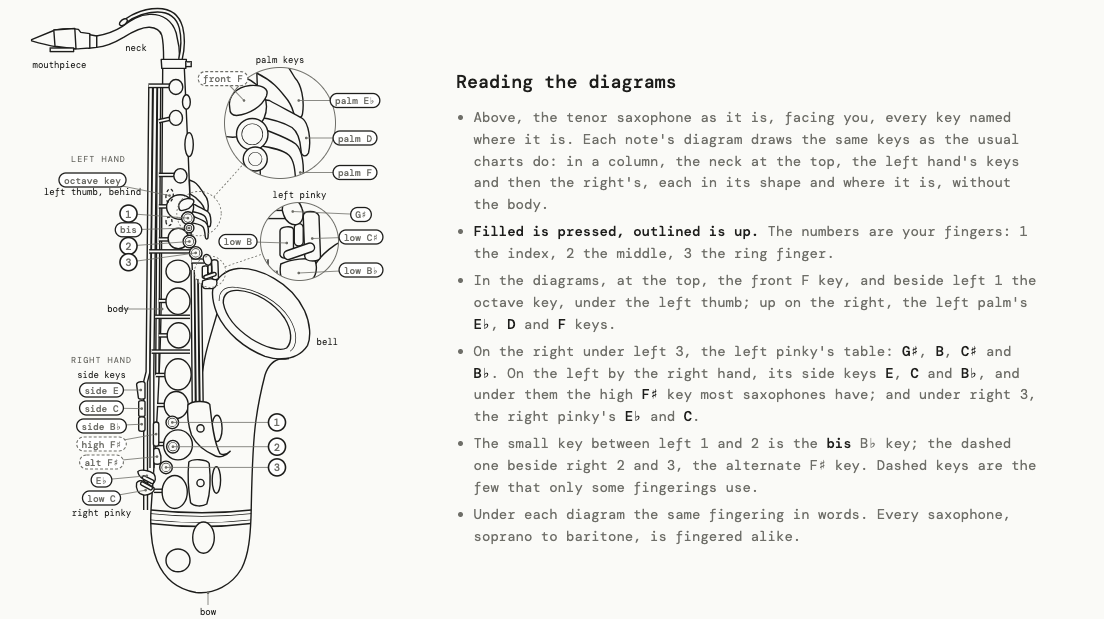 neck
mouthpiece
palm keys
front F
palm E♭
palm D
palm F
LEFT HAND
octave key
left thumb, behind
left pinky
1
bis
2
3
G♯
low B
low C♯
low B♭
body
bell
RIGHT HAND
side keys
side E
side C
side B♭
high F♯
alt F♯
E♭
low C
right pinky
1
2
3
bow
Reading the diagrams
• Above, the tenor saxophone as it is, facing you, every key named
where it is. Each note's diagram draws the same keys as the usual
charts do: in a column, the neck at the top, the left hand's keys
and then the right's, each in its shape and where it is, without
the body.
• Filled is pressed, outlined is up. The numbers are your fingers: 1
the index, 2 the middle, 3 the ring finger.
• In the diagrams, at the top, the front F key, and beside left 1 the
octave key, under the left thumb; up on the right, the left palm's
E♭, D and F keys.
• On the right under left 3, the left pinky's table: G♯, B, C♯ and
B♭. On the left by the right hand, its side keys E, C and B♭, and
under them the high F♯ key most saxophones have; and under right 3,
the right pinky's E♭ and C.
• The small key between left 1 and 2 is the bis B♭ key; the dashed
one beside right 2 and 3, the alternate F♯ key. Dashed keys are the
few that only some fingerings use.
• Under each diagram the same fingering in words. Every saxophone,
soprano to baritone, is fingered alike.